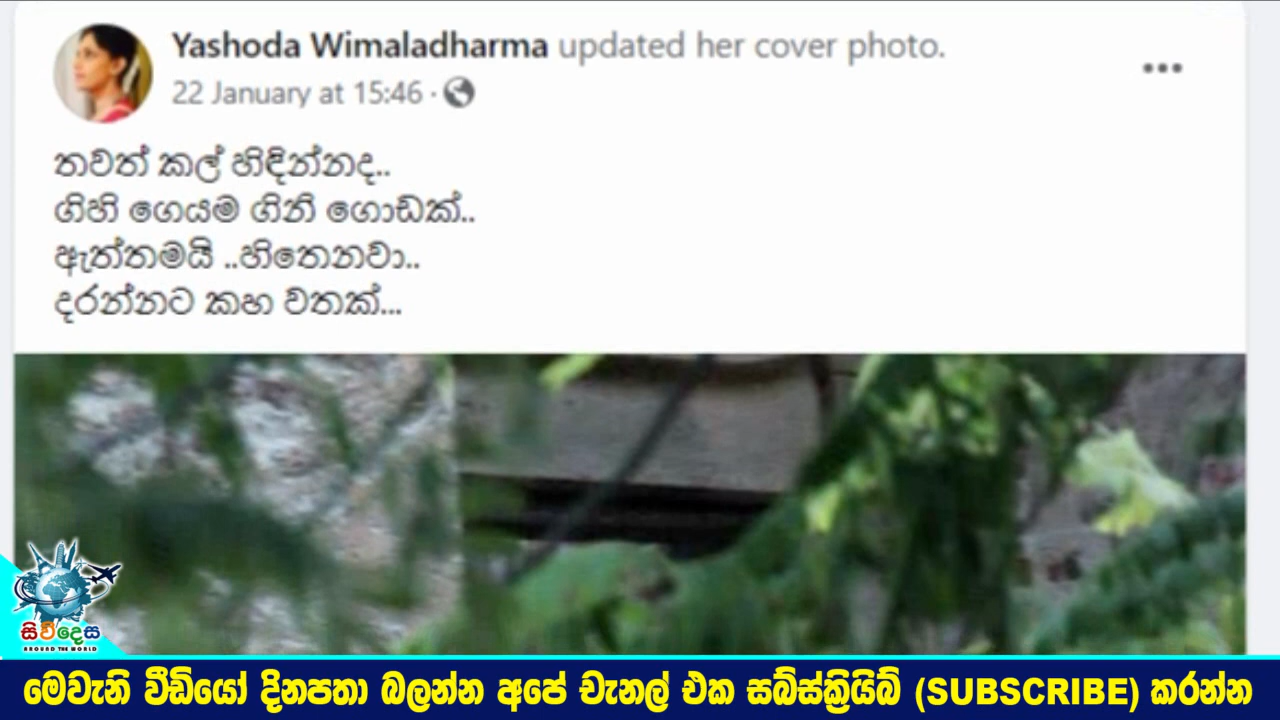 Yashoda Wimaladharma updated her cover photo.
22 January at 15:46 ·
තවත් කල් හිඳින්නද..
ගිහි ගෙයම ගිනි ගොඩක්..
ඇත්තමයි ..හිතෙනවා..
දරන්නට කහ වතක්...
සිව්දෙස
AROUND THE WORLD
මෙවැනි වීඩියෝ දිනපතා බලන්න අපේ චැනල් එක සබ්ස්ක්‍රයිබ් (SUBSCRIBE) කරන්න